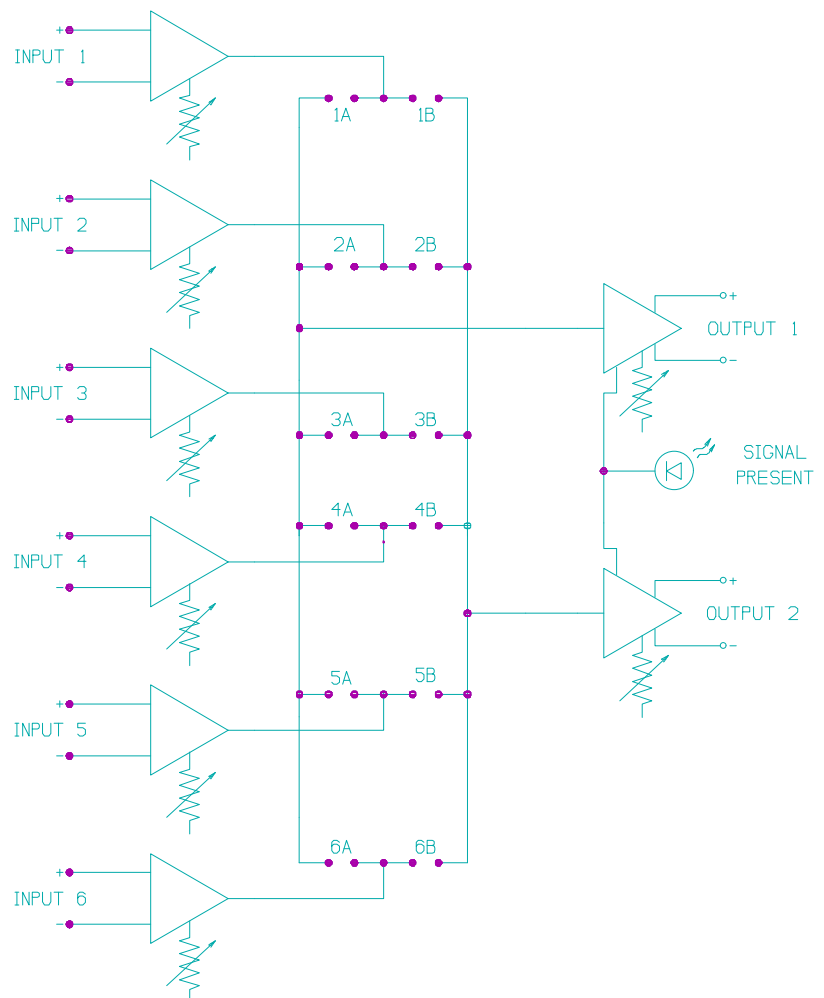 +
INPUT 1
−
1A 1B
+
INPUT 2
−
2A 2B
+
OUTPUT 1
−
+
INPUT 3
−
3A 3B
SIGNAL
PRESENT
4A 4B
+
INPUT 4
−
+
OUTPUT 2
−
5A 5B
+
INPUT 5
−
6A 6B
+
INPUT 6
−